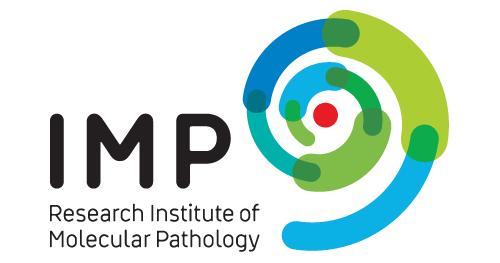 IMP
Research Institute of
Molecular Pathology